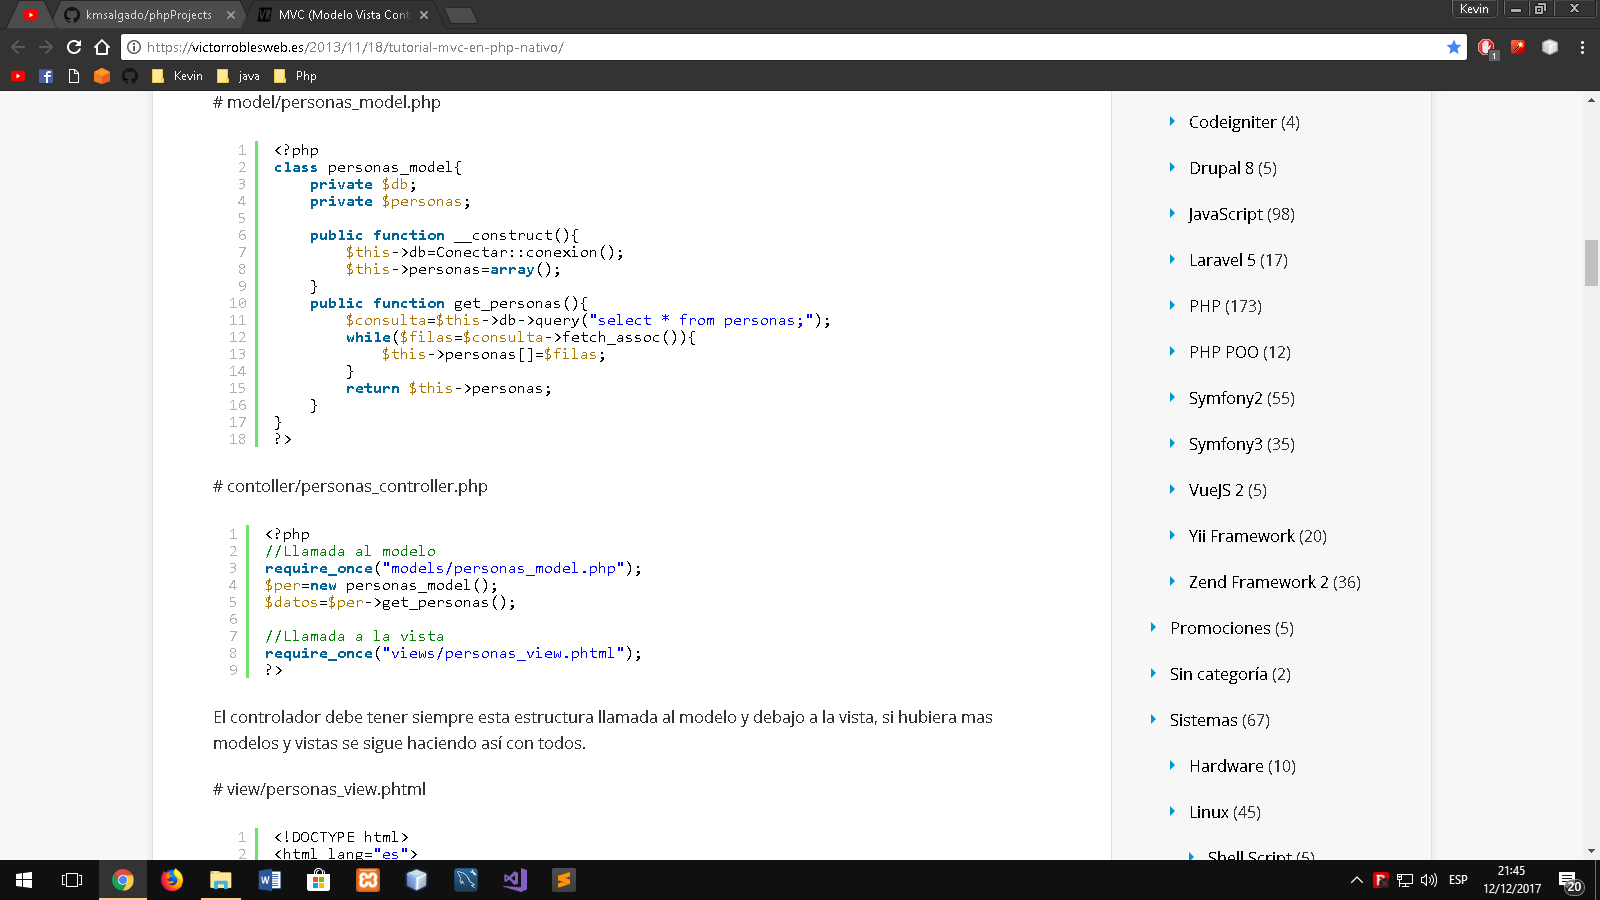 kmsalgado/phpProjects
MVC (Modelo Vista Cont
Kevin
https://victorroblesweb.es/2013/11/18/tutorial-mvc-en-php-nativo/
1
Kevin
java
Php
# model/personas_model.php
1 <?php
2 class personas_model{
3     private $db;
4     private $personas;
5
6     public function __construct(){
7         $this->db=Conectar::conexion();
8         $this->personas=array();
9     }
10     public function get_personas(){
11         $consulta=$this->db->query("select * from personas;");
12         while($filas=$consulta->fetch_assoc()){
13             $this->personas[]=$filas;
14         }
15         return $this->personas;
16     }
17 }
18 ?>
# contoller/personas_controller.php
1 <?php
2 //Llamada al modelo
3 require_once("models/personas_model.php");
4 $per=new personas_model();
5 $datos=$per->get_personas();
6
7 //Llamada a la vista
8 require_once("views/personas_view.phtml");
9 ?>
El controlador debe tener siempre esta estructura llamada al modelo y debajo a la vista, si hubiera mas
modelos y vistas se sigue haciendo así con todos.
# view/personas_view.phtml
1 <!DOCTYPE html>
2 <html lang="es">
Codeigniter (4)
Drupal 8 (5)
JavaScript (98)
Laravel 5 (17)
PHP (173)
PHP POO (12)
Symfony2 (55)
Symfony3 (35)
VueJS 2 (5)
Yii Framework (20)
Zend Framework 2 (36)
Promociones (5)
Sin categoría (2)
Sistemas (67)
Hardware (10)
Linux (45)
Shell Script (5)
ESP
21:45
12/12/2017
20